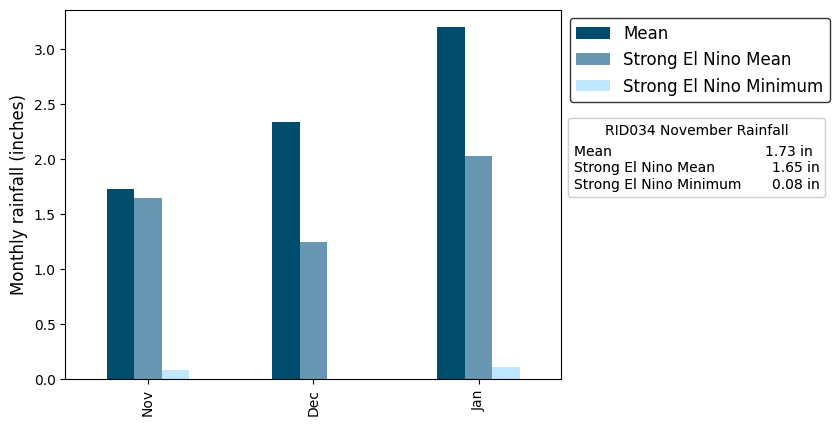 Monthly rainfall (inches)
3.0
2.5
2.0
1.5
1.0
0.5
0.0
Nov
Dec
Jan
Mean
Strong El Nino Mean
Strong El Nino Minimum
RID034 November Rainfall
Mean 1.73 in
Strong El Nino Mean 1.65 in
Strong El Nino Minimum 0.08 in